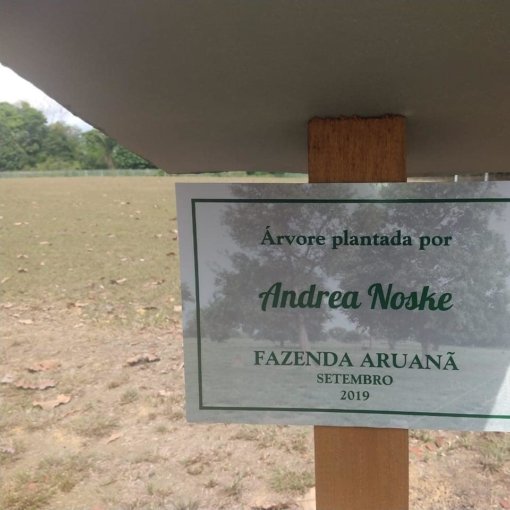 Árvore plantada por
Andrea Noske
FAZENDA ARUANÃ
SETEMBRO
2019